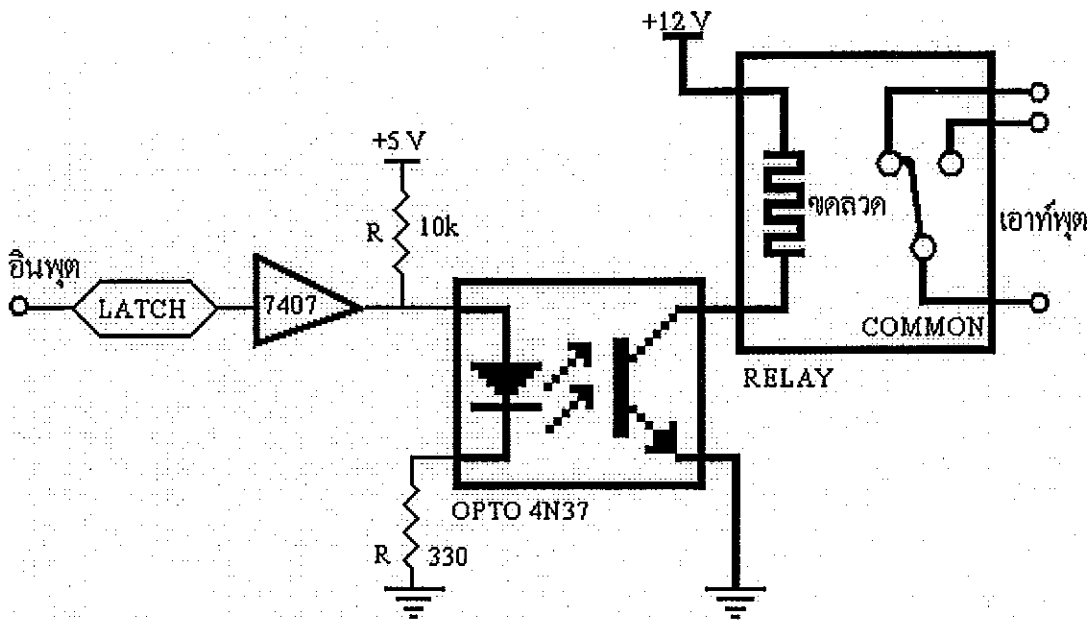 +12 V
+5 V
R 10k
ขดลวด
เอาท์พุต
อินพุต
LATCH
7407
COMMON
RELAY
OPTO 4N37
R 330